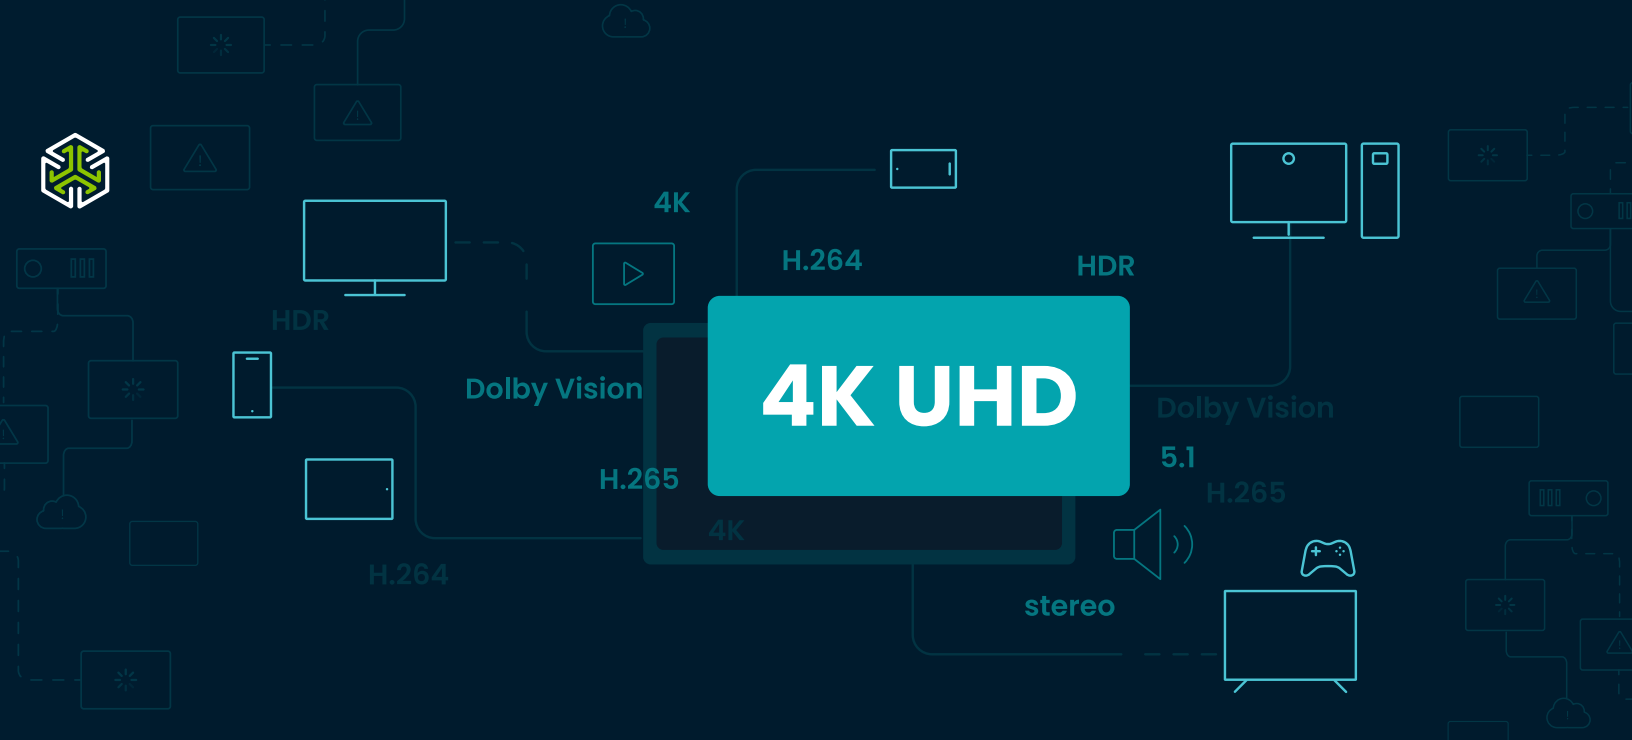 4K
H.264
HDR
HDR
4K UHD
Dolby Vision
Dolby Vision
5.1
H.265
H.265
4K
H.264
stereo